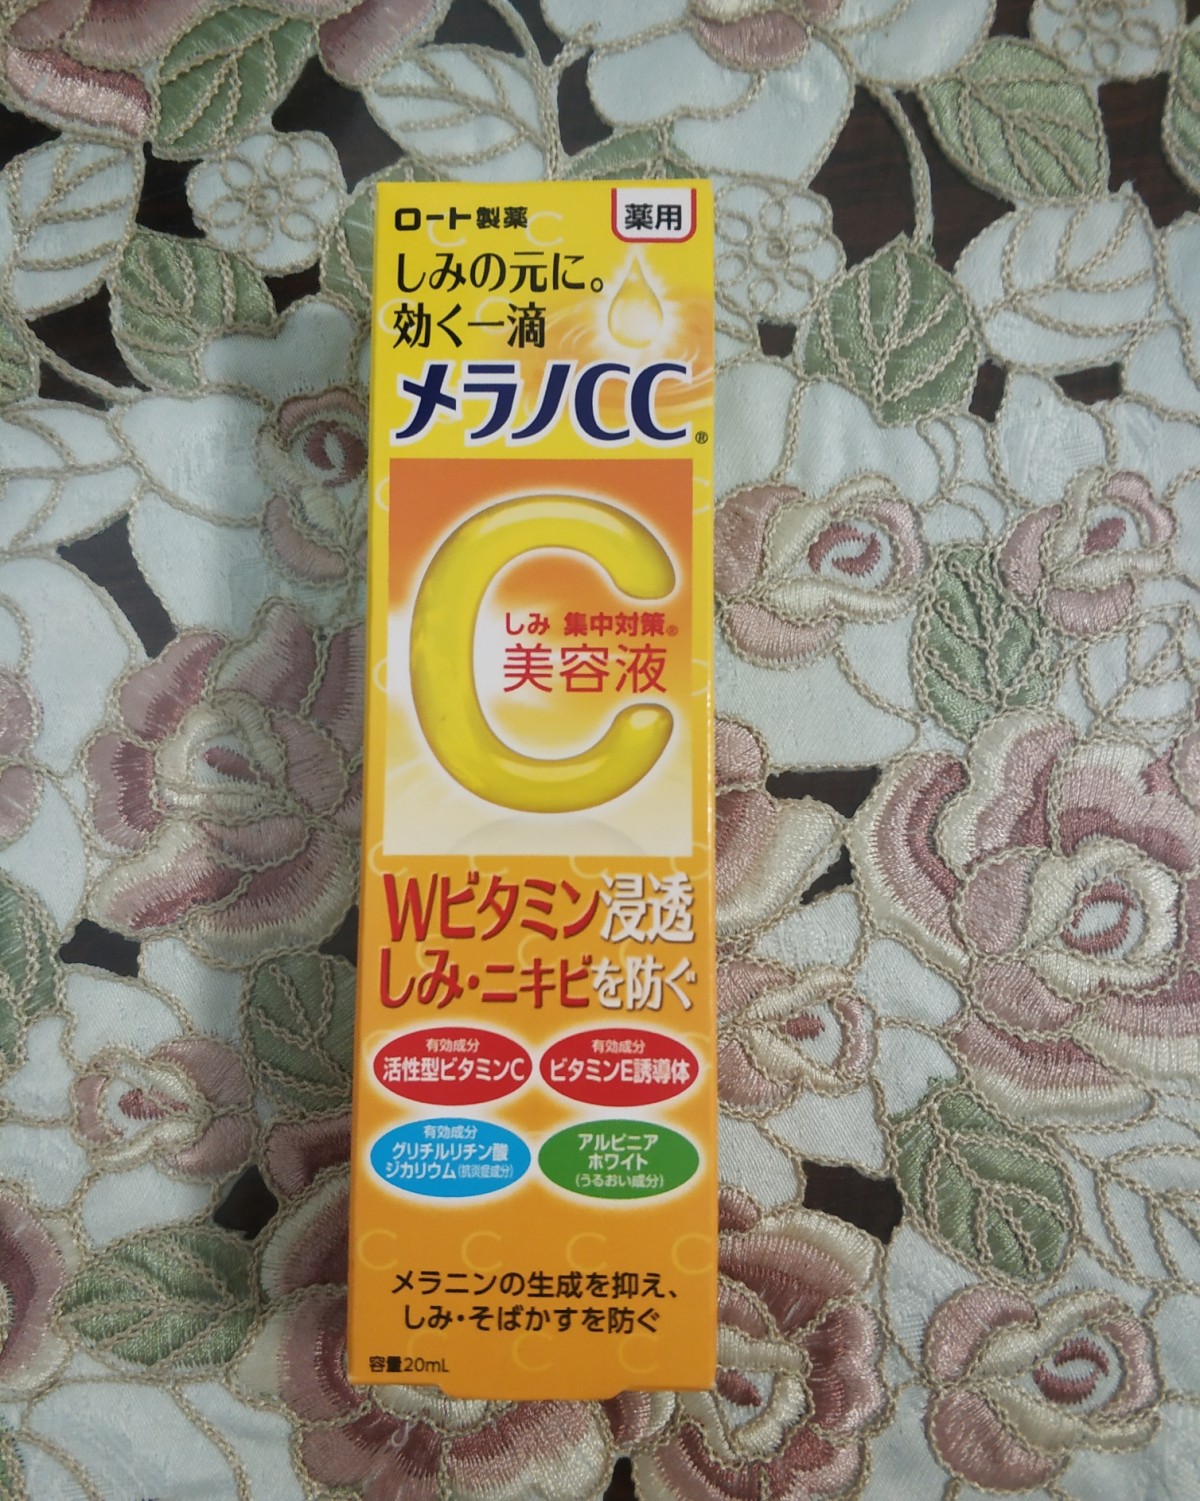 ロート製薬
薬用
しみの元に。
効く一滴
メラノCC®
しみ 集中対策®
美容液
Wビタミン浸透
しみ・ニキビを防ぐ
有効成分
活性型ビタミンC
有効成分
ビタミンE誘導体
有効成分
グリチルリチン酸
ジカリウム(抗炎症成分)
アルピニア
ホワイト
(うるおい成分)
メラニンの生成を抑え、
しみ・そばかすを防ぐ
容量20mL